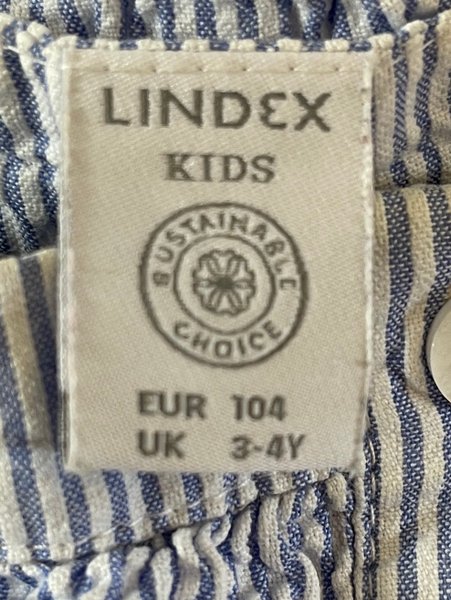 LINDEX
KIDS
SUSTAINABLE
CHOICE
EUR 104
UK 3-4Y